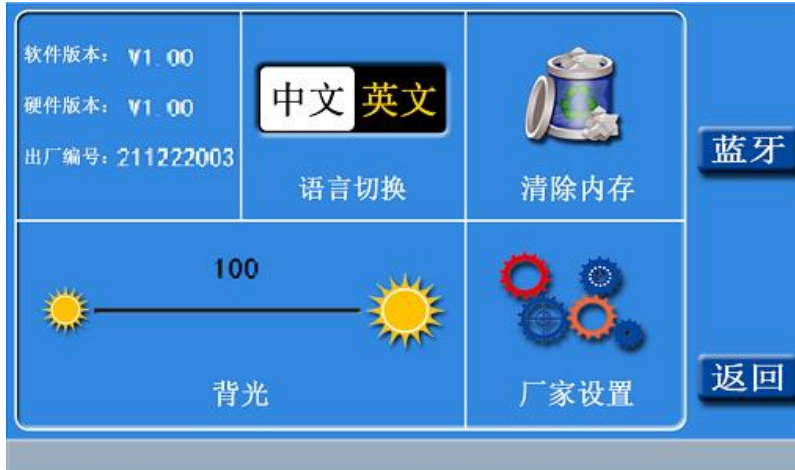 软件版本： V1.00
硬件版本： V1.00
出厂编号：211222003
中文 英文
语言切换
清除内存
蓝牙
100
背光
厂家设置
返回